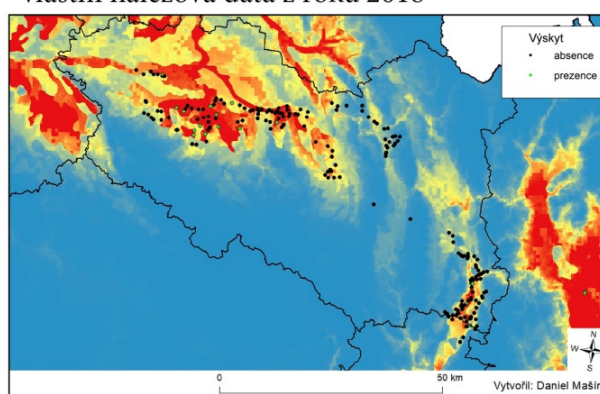 vlastní nálezová data z roku 2018
Výskyt
absence
prezence
N
W
S
0
50 km
Vytvořil: Daniel Mašín